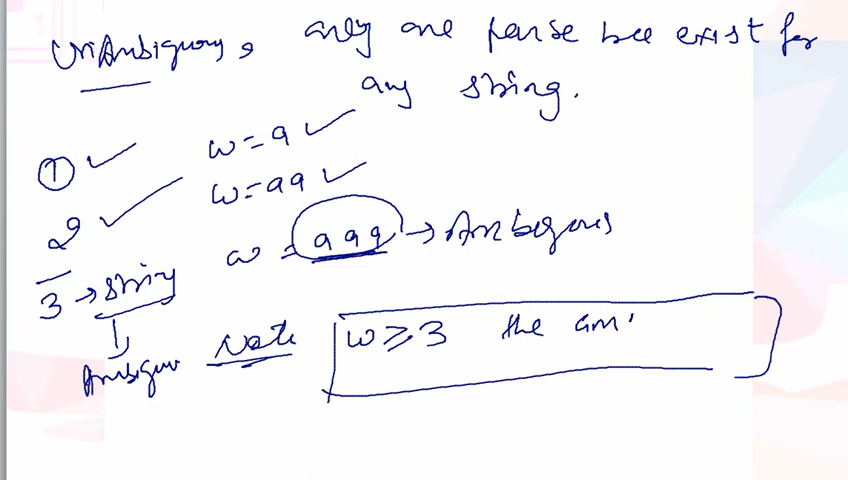 UnAmbiguous, only one parse tree exist for
any string.
① w=a
2 w=aa
w = aaa → Ambigous
3 → string
Ambiguous Note w ≥ 3 the am